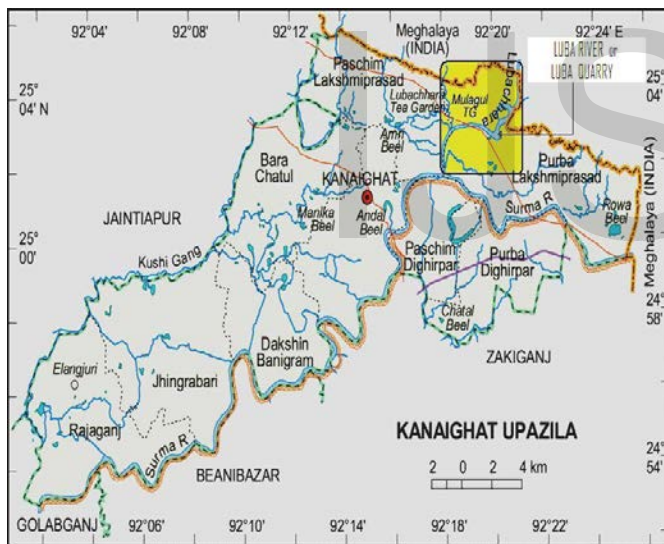 92°04'
92°08'
92°12'
92°20'
92°24' E
Meghalaya
(INDIA)
LUBA RIVER or
LUBA QUARRY
25°
04' N
25°
04'
Paschim
Lakshmiprasad
Lubachhara
Tea Garden
Mulagul
TG
Lubachhara
Amri
Beel
Bara
Chatul
KANAIGHAT
Purba
Lakshmiprasad
Surma R
Rowa
Beel
Meghalaya (INDIA)
JAINTIAPUR
Manika
Beel
Andal
Beel
25°
00'
Kushi Gang
Paschim
Dighirpar
Purba
Dighirpar
24°
58'
Chatal
Beel
Dakshin
Banigram
ZAKIGANJ
Elangjuri
Jhingrabari
Rajaganj
Surma R
KANAIGHAT UPAZILA
24°
54'
BEANIBAZAR
2 0 2 4 km
GOLABGANJ
92°06'
92°10'
92°14'
92°18'
92°22'